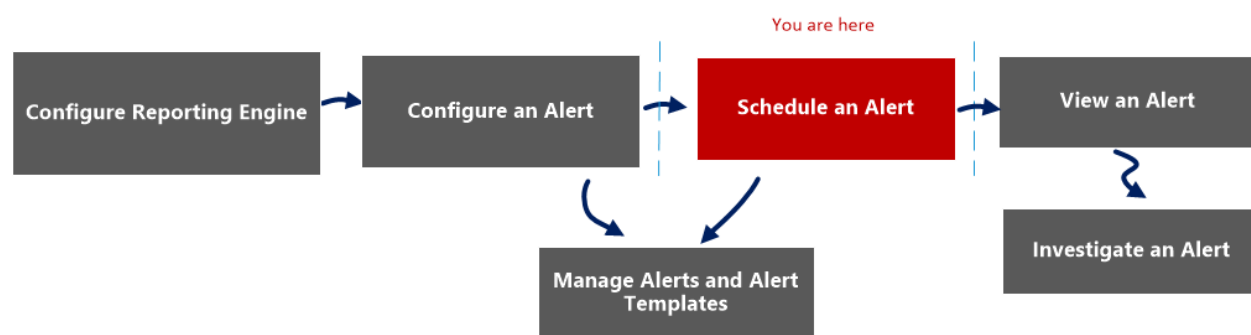 You are here
Configure Reporting Engine
Configure an Alert
Schedule an Alert
View an Alert
Manage Alerts and Alert
Templates
Investigate an Alert